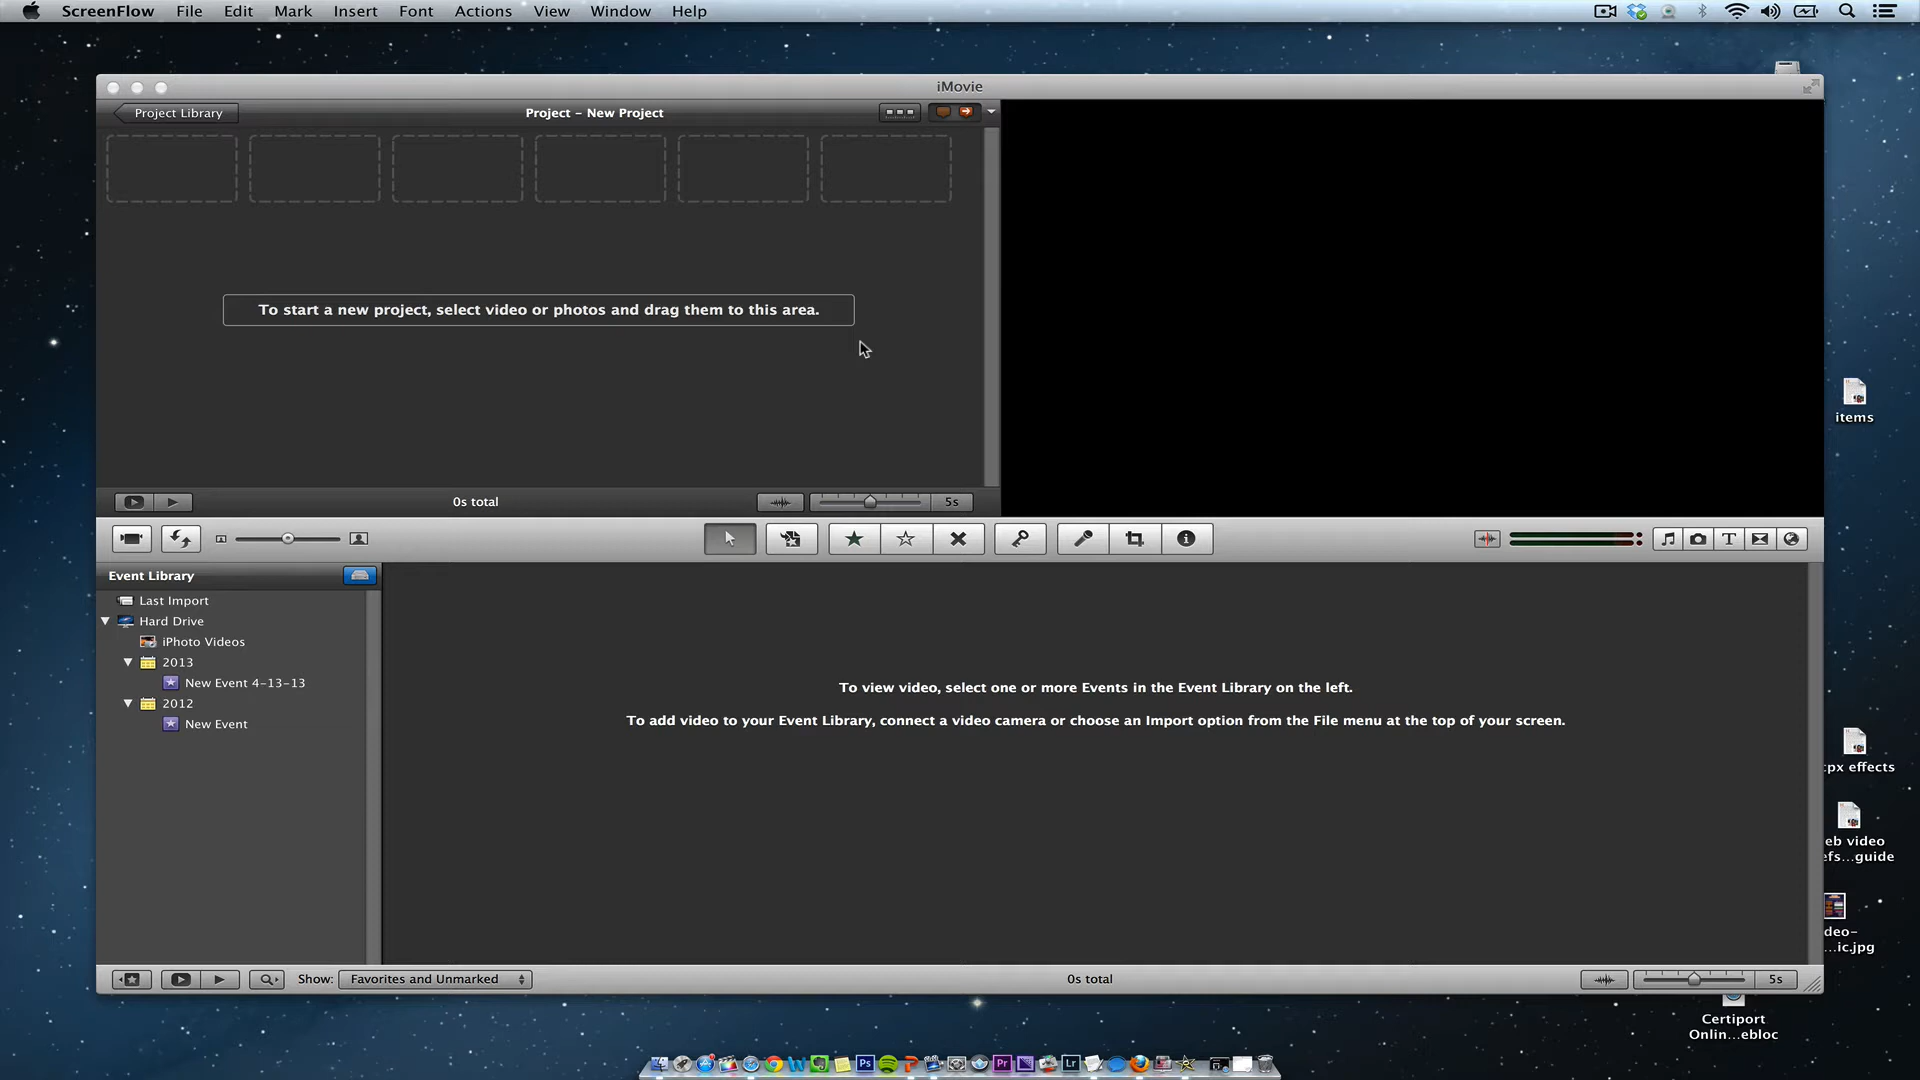 ScreenFlow File Edit Mark Insert Font Actions View Window Help
iMovie
Project Library
Project – New Project
To start a new project, select video or photos and drag them to this area.
0s total
5s
Event Library
Last Import
Hard Drive
iPhoto Videos
2013
New Event 4-13-13
2012
New Event
To view video, select one or more Events in the Event Library on the left.
To add video to your Event Library, connect a video camera or choose an Import option from the File menu at the top of your screen.
Show: Favorites and Unmarked
0s total
5s
items
cpx effects
eb video
efs...guide
deo-
...ic.jpg
Certiport
Onlin...ebloc
T
W
Ps
Pr
Lr